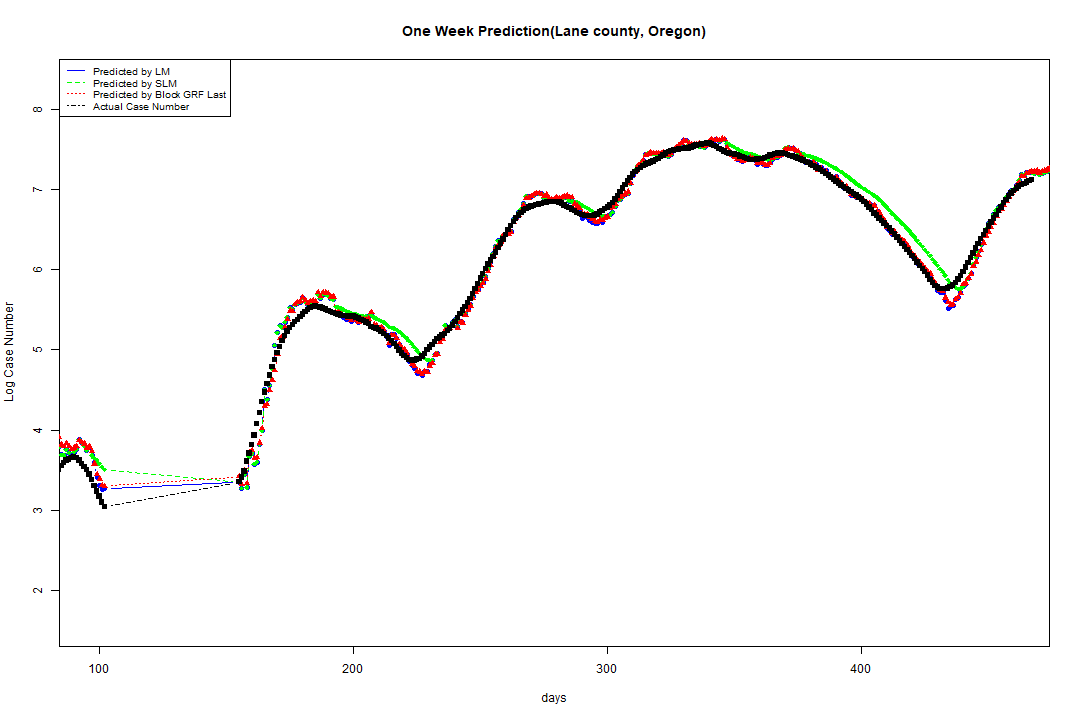 One Week Prediction(Lane county, Oregon)
Predicted by LM
Predicted by SLM
Predicted by Block GRF Last
Actual Case Number
Log Case Number
8
7
6
5
4
3
2
100 200 300 400
days